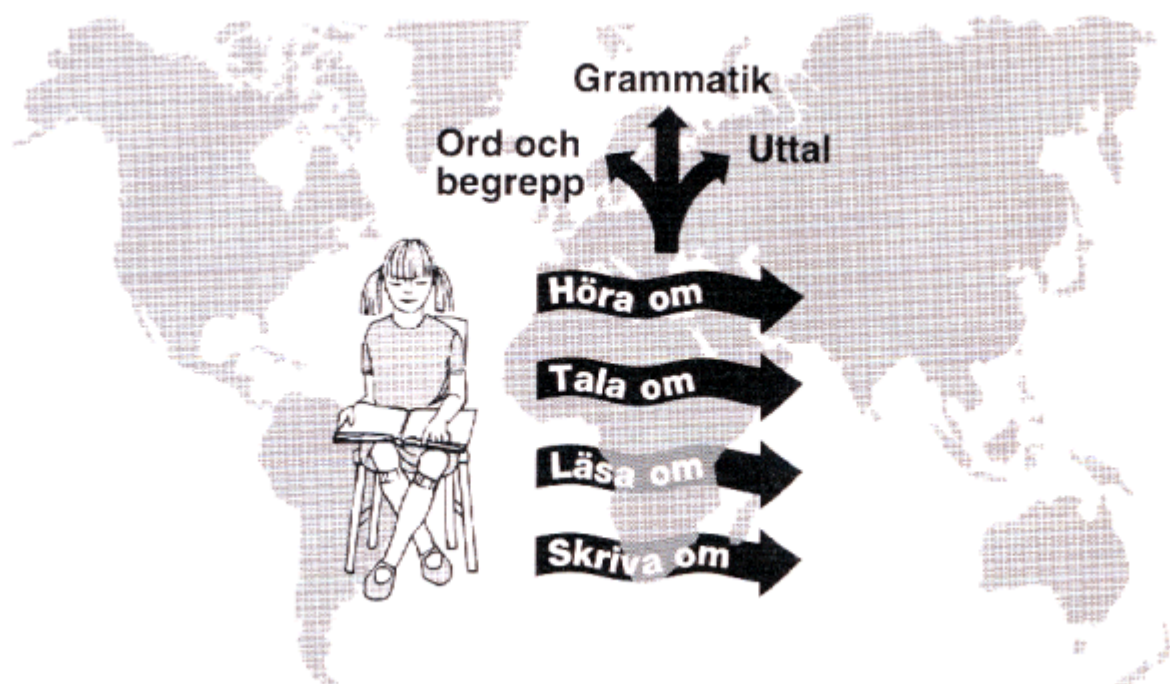 Grammatik
Ord och
begrepp
Uttal
Höra om
Tala om
Läsa om
Skriva om